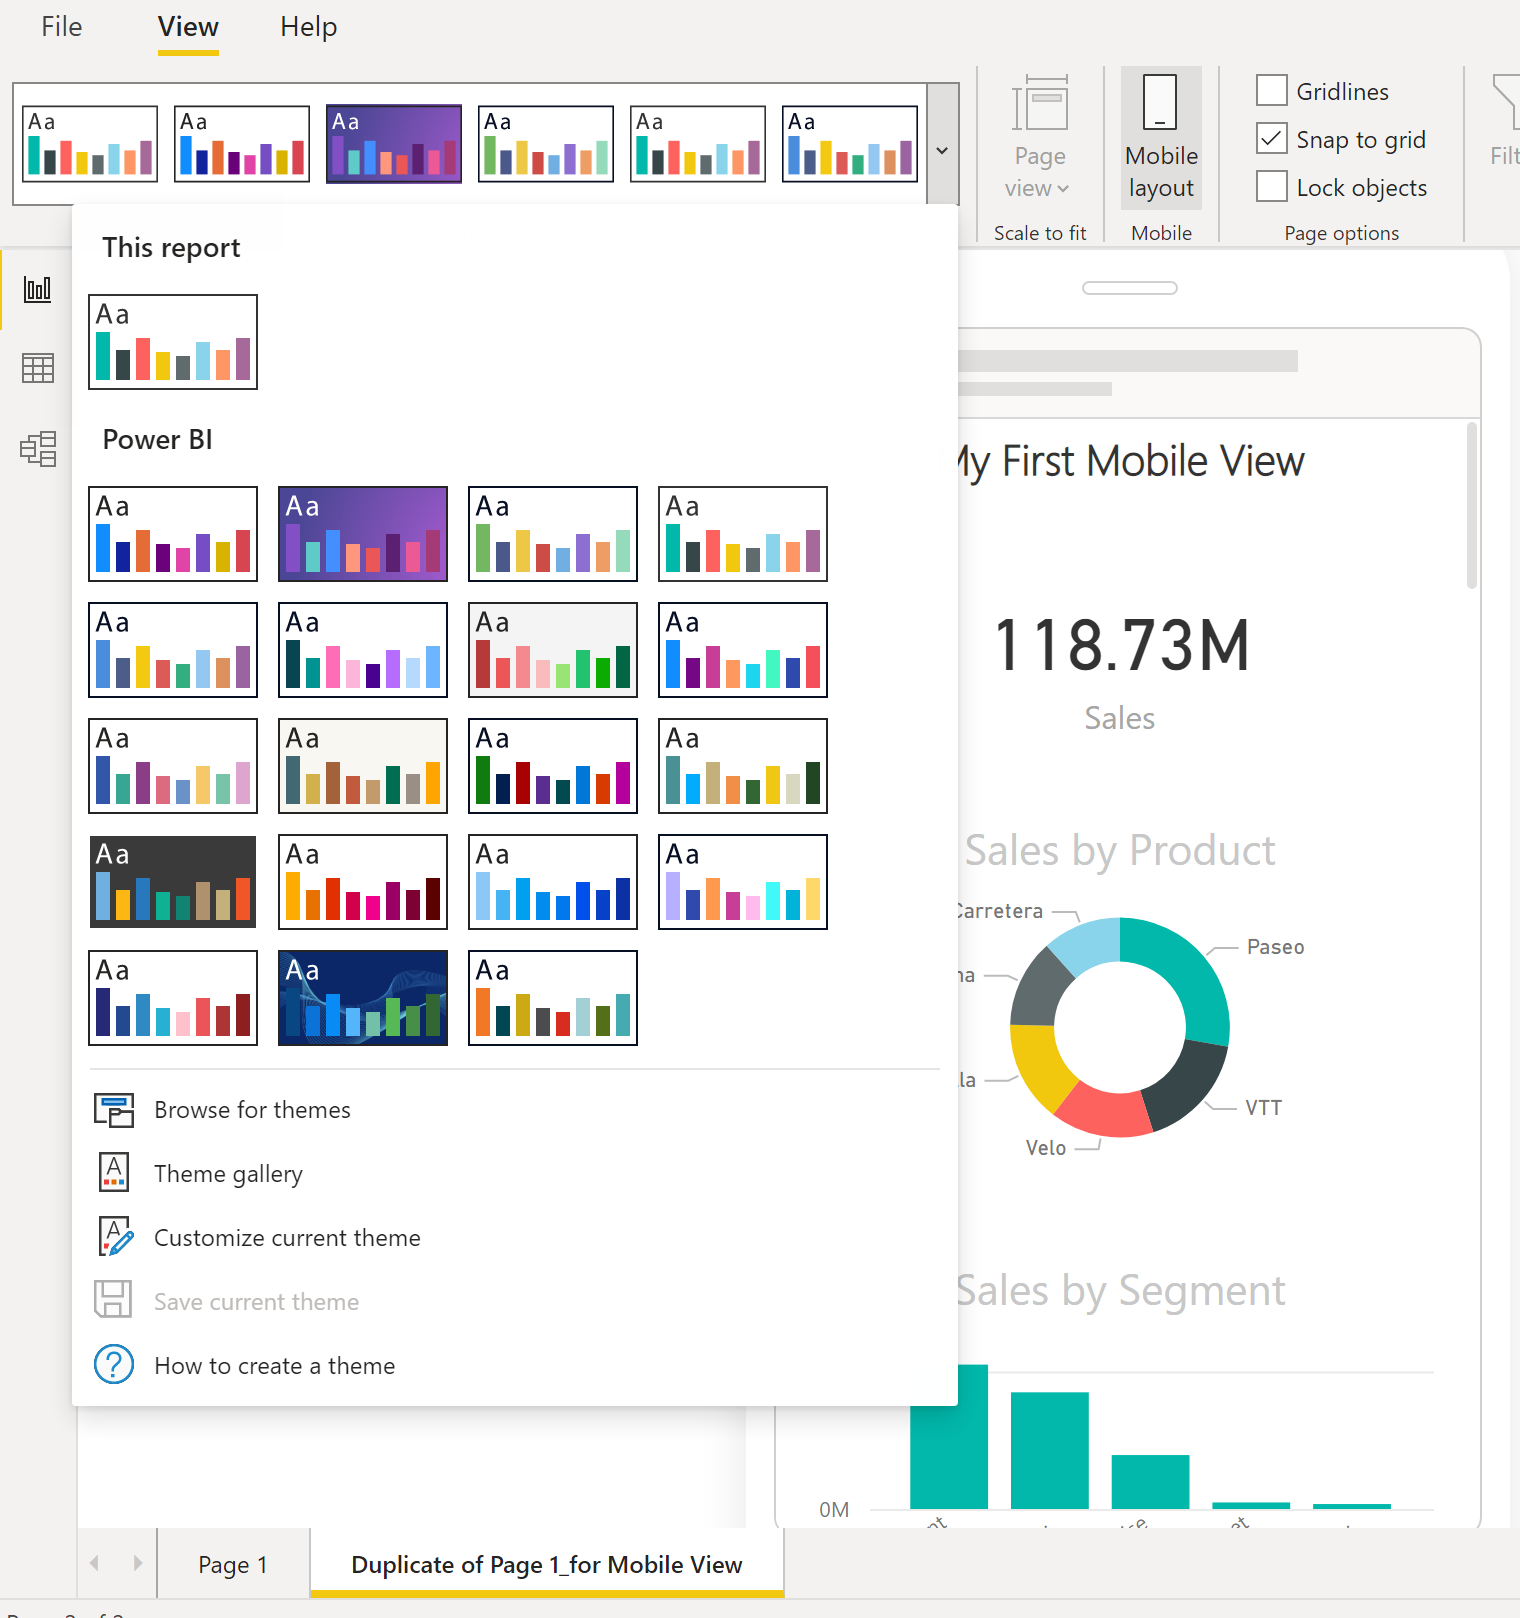 File View Help
Aa Aa Aa Aa Aa Aa
Page
view
Scale to fit
Mobile
layout
Mobile
Gridlines
Snap to grid
Lock objects
Page options
This report
Aa
Power BI
Aa Aa Aa Aa
Aa Aa Aa Aa
Aa Aa Aa Aa
Aa Aa Aa Aa
Aa Aa Aa
Browse for themes
Theme gallery
Customize current theme
Save current theme
How to create a theme
My First Mobile View
118.73M
Sales
Sales by Product
Carretera
Paseo
VTT
Velo
Sales by Segment
0M
Page 1
Duplicate of Page 1_for Mobile View